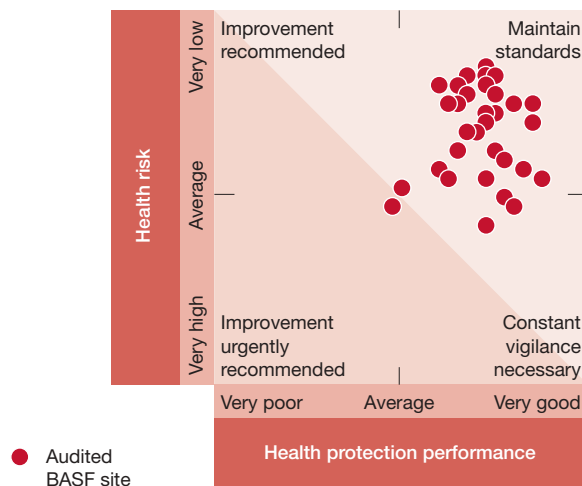 Improvement
recommended
Maintain
standards
Very low
Average
Very high
Health risk
Improvement
urgently
recommended
Constant
vigilance
necessary
Very poor
Average
Very good
Health protection performance
Audited
BASF site